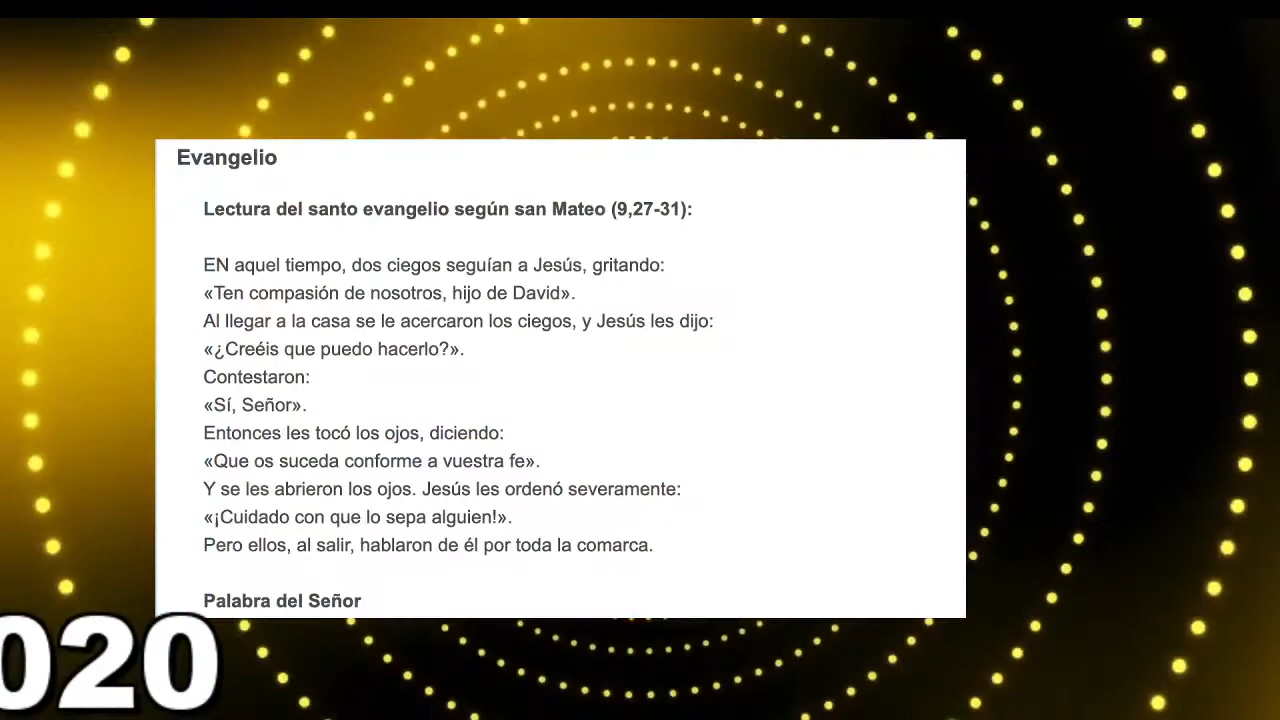 Evangelio
Lectura del santo evangelio según san Mateo (9,27-31):
EN aquel tiempo, dos ciegos seguían a Jesús, gritando:
«Ten compasión de nosotros, hijo de David».
Al llegar a la casa se le acercaron los ciegos, y Jesús les dijo:
«¿Creéis que puedo hacerlo?».
Contestaron:
«Sí, Señor».
Entonces les tocó los ojos, diciendo:
«Que os suceda conforme a vuestra fe».
Y se les abrieron los ojos. Jesús les ordenó severamente:
«¡Cuidado con que lo sepa alguien!».
Pero ellos, al salir, hablaron de él por toda la comarca.
Palabra del Señor
020